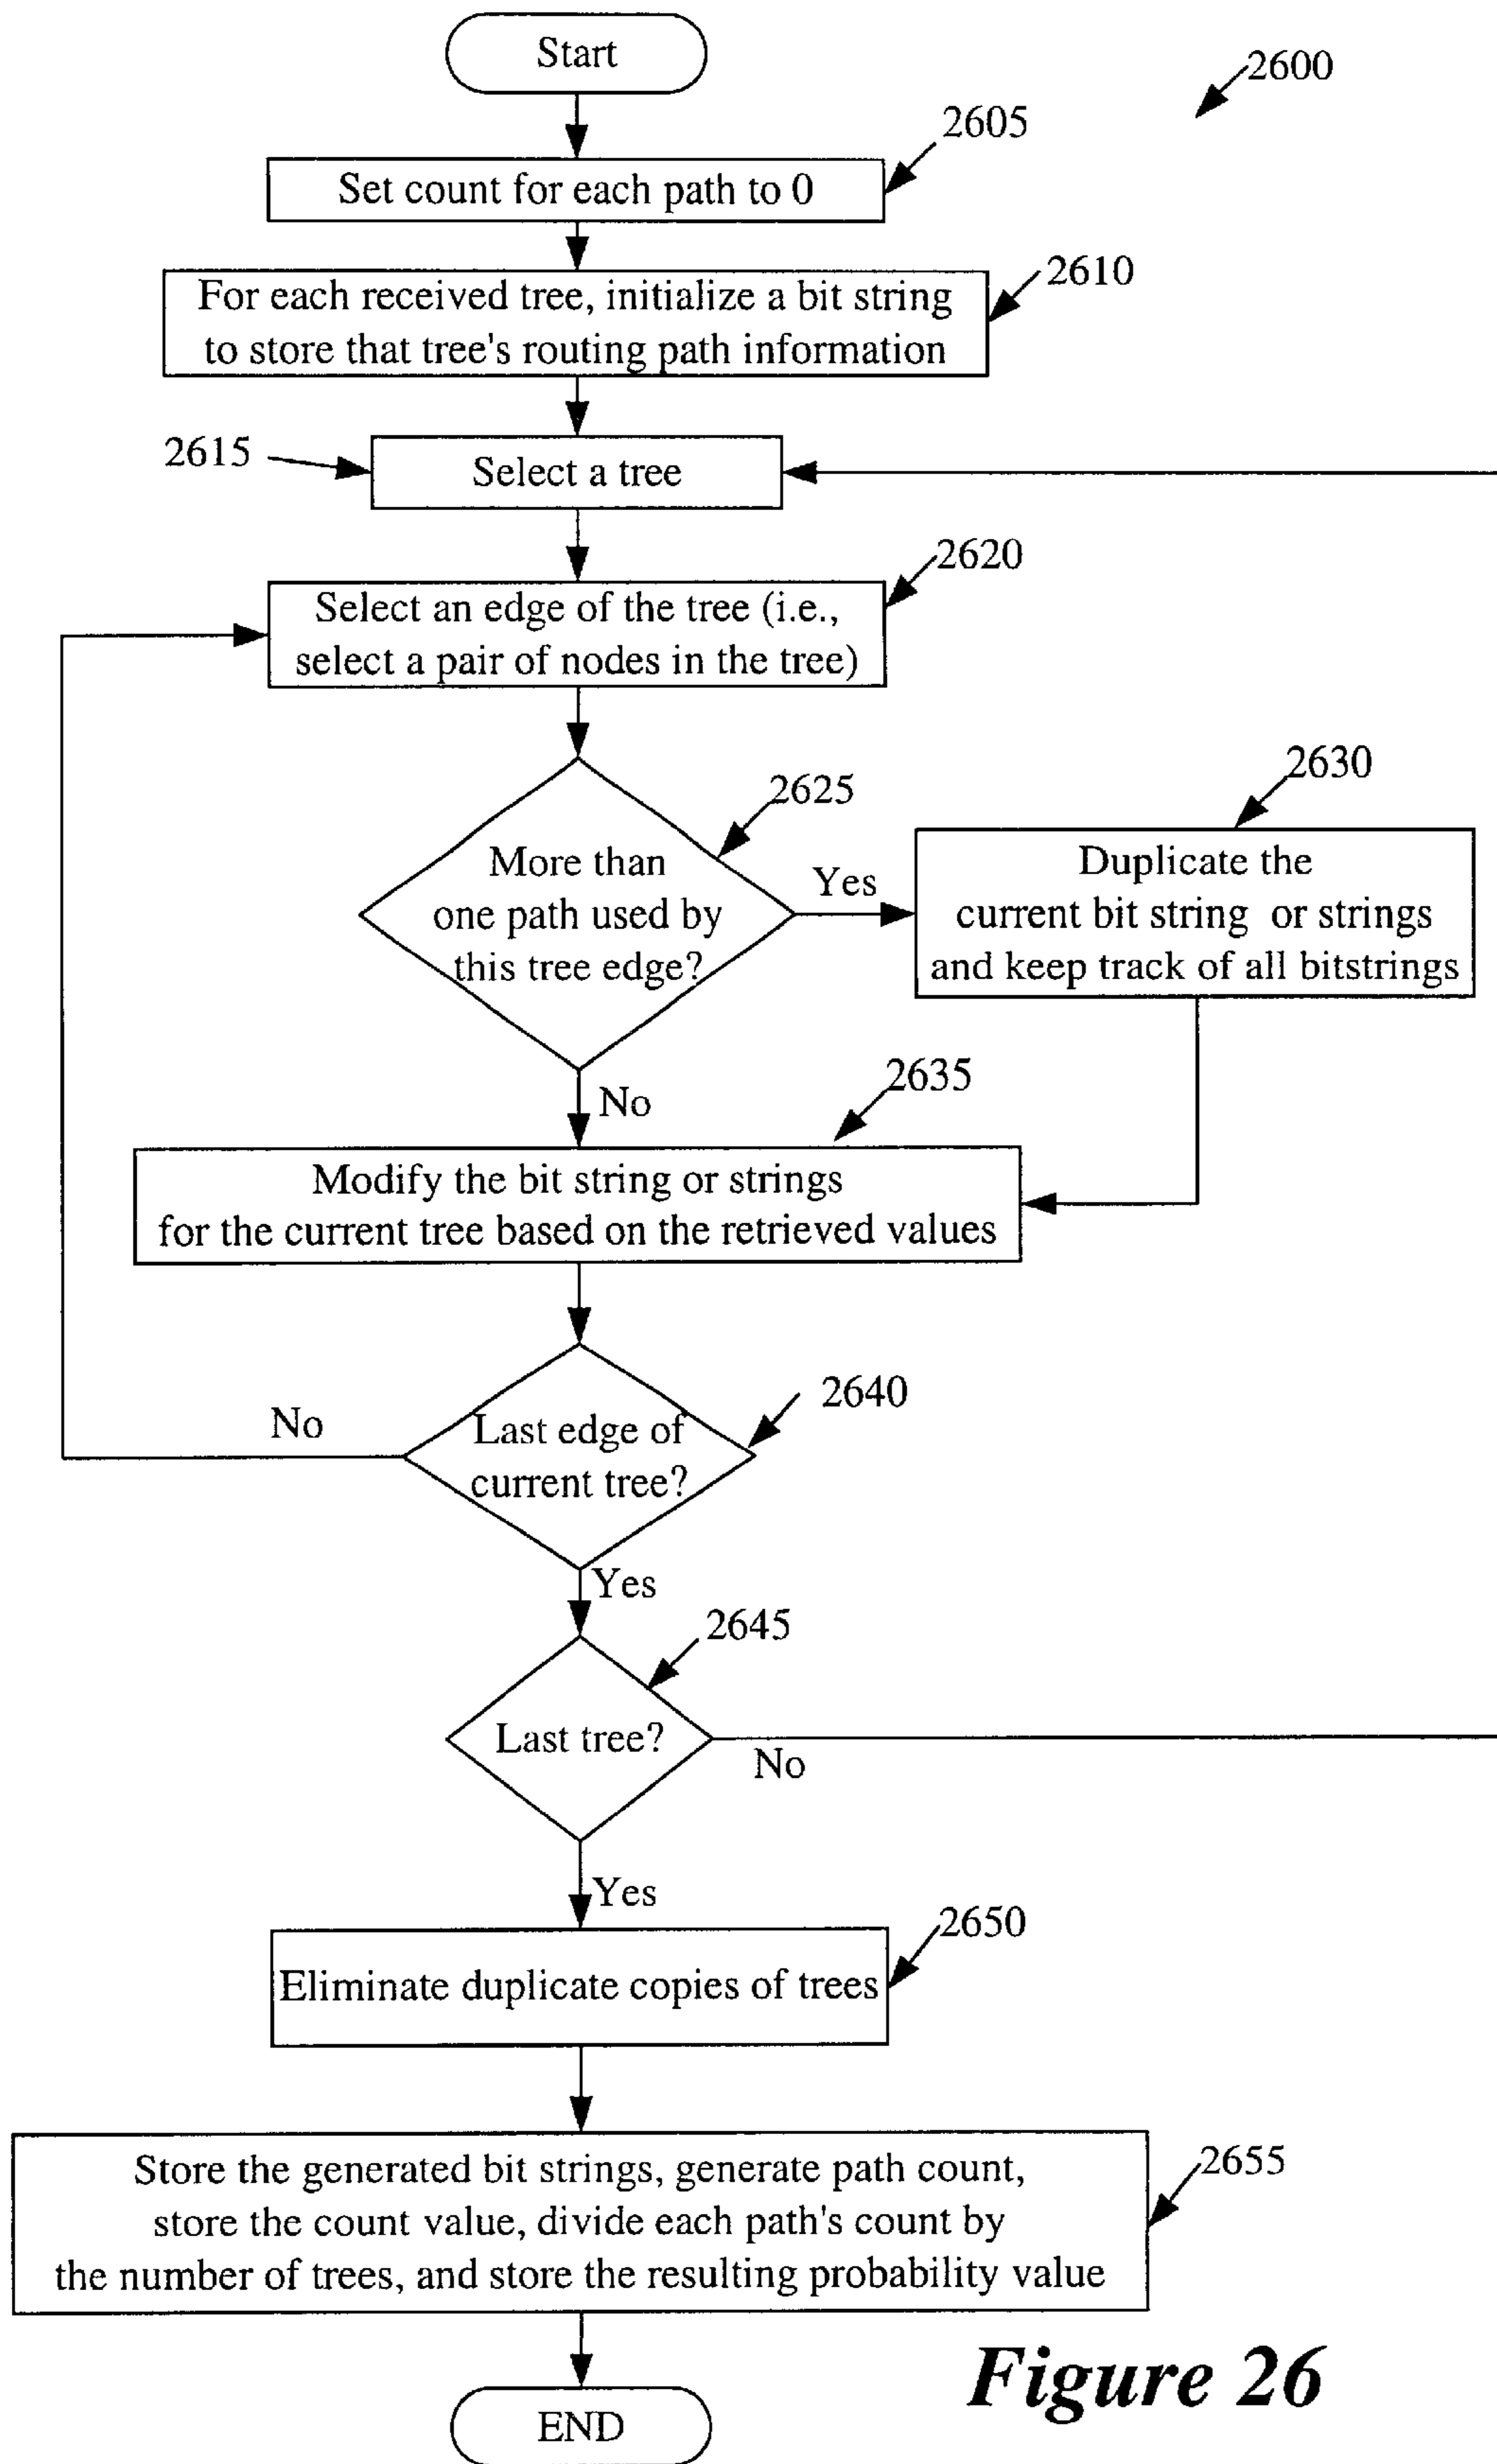 Start
2600
2605
Set count for each path to 0
2610
For each received tree, initialize a bit string
to store that tree's routing path information
2615
Select a tree
2620
Select an edge of the tree (i.e.,
select a pair of nodes in the tree)
2625
More than
one path used by
this tree edge?
Yes
2630
Duplicate the
current bit string or strings
and keep track of all bitstrings
No
2635
Modify the bit string or strings
for the current tree based on the retrieved values
2640
Last edge of
current tree?
No
Yes
2645
Last tree?
No
Yes
2650
Eliminate duplicate copies of trees
2655
Store the generated bit strings, generate path count,
store the count value, divide each path's count by
the number of trees, and store the resulting probability value
END
Figure 26